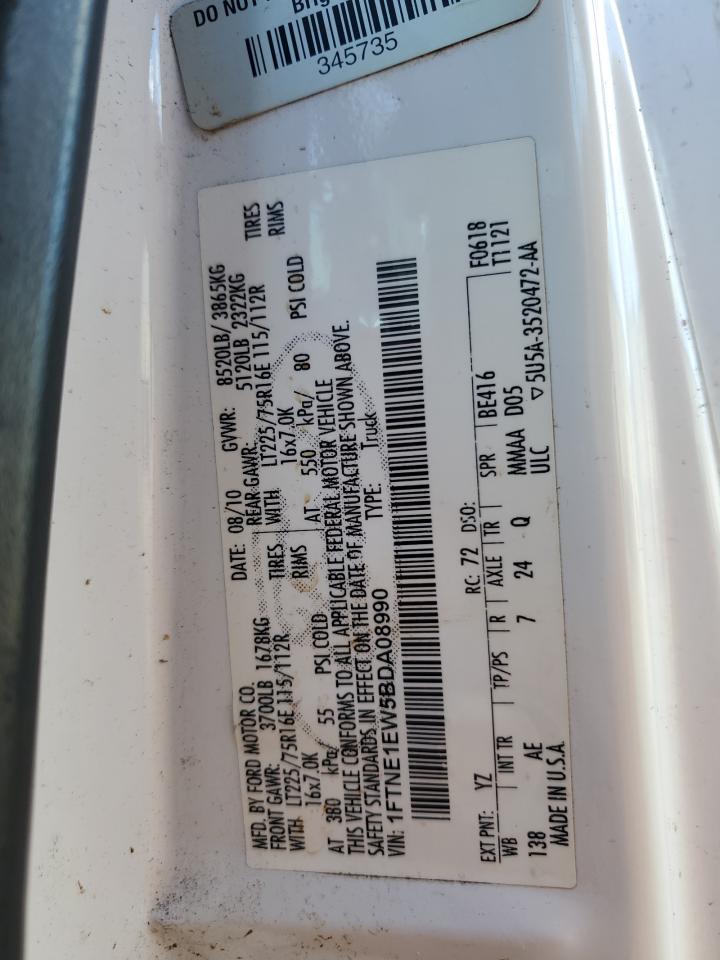 DO NOT
345735
MFD. BY FORD MOTOR CO. DATE: 08/10 GVWR: 8520LB/ 3865KG
FRONT GAWR: 3700LB 1678KG REAR GAWR: 5120LB 2322KG
WITH LT225/75R16E 115/112R TIRES WITH LT225/75R16E 115/112R TIRES
16x7.0K RIMS 16x7.0K RIMS
AT 380 kPa/ 55 PSI COLD AT 550 kPa/ 80 PSI COLD
THIS VEHICLE CONFORMS TO ALL APPLICABLE FEDERAL MOTOR VEHICLE
SAFETY STANDARDS IN EFFECT ON THE DATE OF MANUFACTURE SHOWN ABOVE.
VIN: 1FTNE1EW5BDA08990 TYPE: Truck
EXT PNT: YZ RC: 72 DSO: F0618
WB INT TR TP/PS R AXLE TR SPR BE416 T1121
138 AE 7 24 Q MMAA D05
MADE IN U.S.A. ULC ▽5U5A-3520472-AA